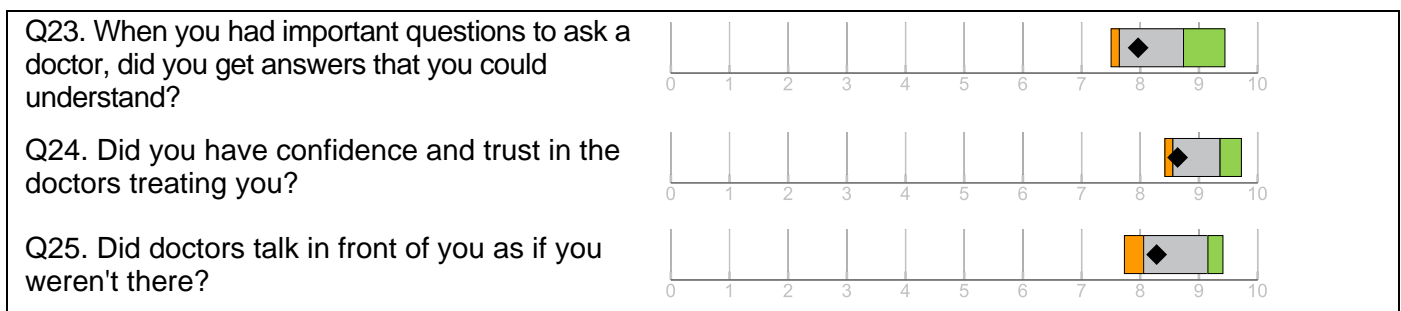 Q23. When you had important questions to ask a
doctor, did you get answers that you could
understand?
0 1 2 3 4 5 6 7 8 9 10
Q24. Did you have confidence and trust in the
doctors treating you?
0 1 2 3 4 5 6 7 8 9 10
Q25. Did doctors talk in front of you as if you
weren't there?
0 1 2 3 4 5 6 7 8 9 10